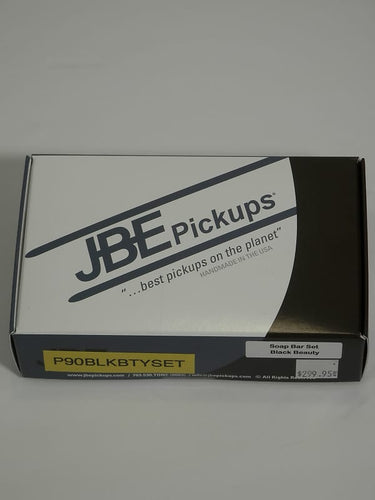 JBE Pickups®
"...best pickups on the planet"
HANDMADE IN THE USA
Soap Bar Set
Black Beauty
P90BLKBTYSET
$299.95
www.jbepickups.com / © All Rights